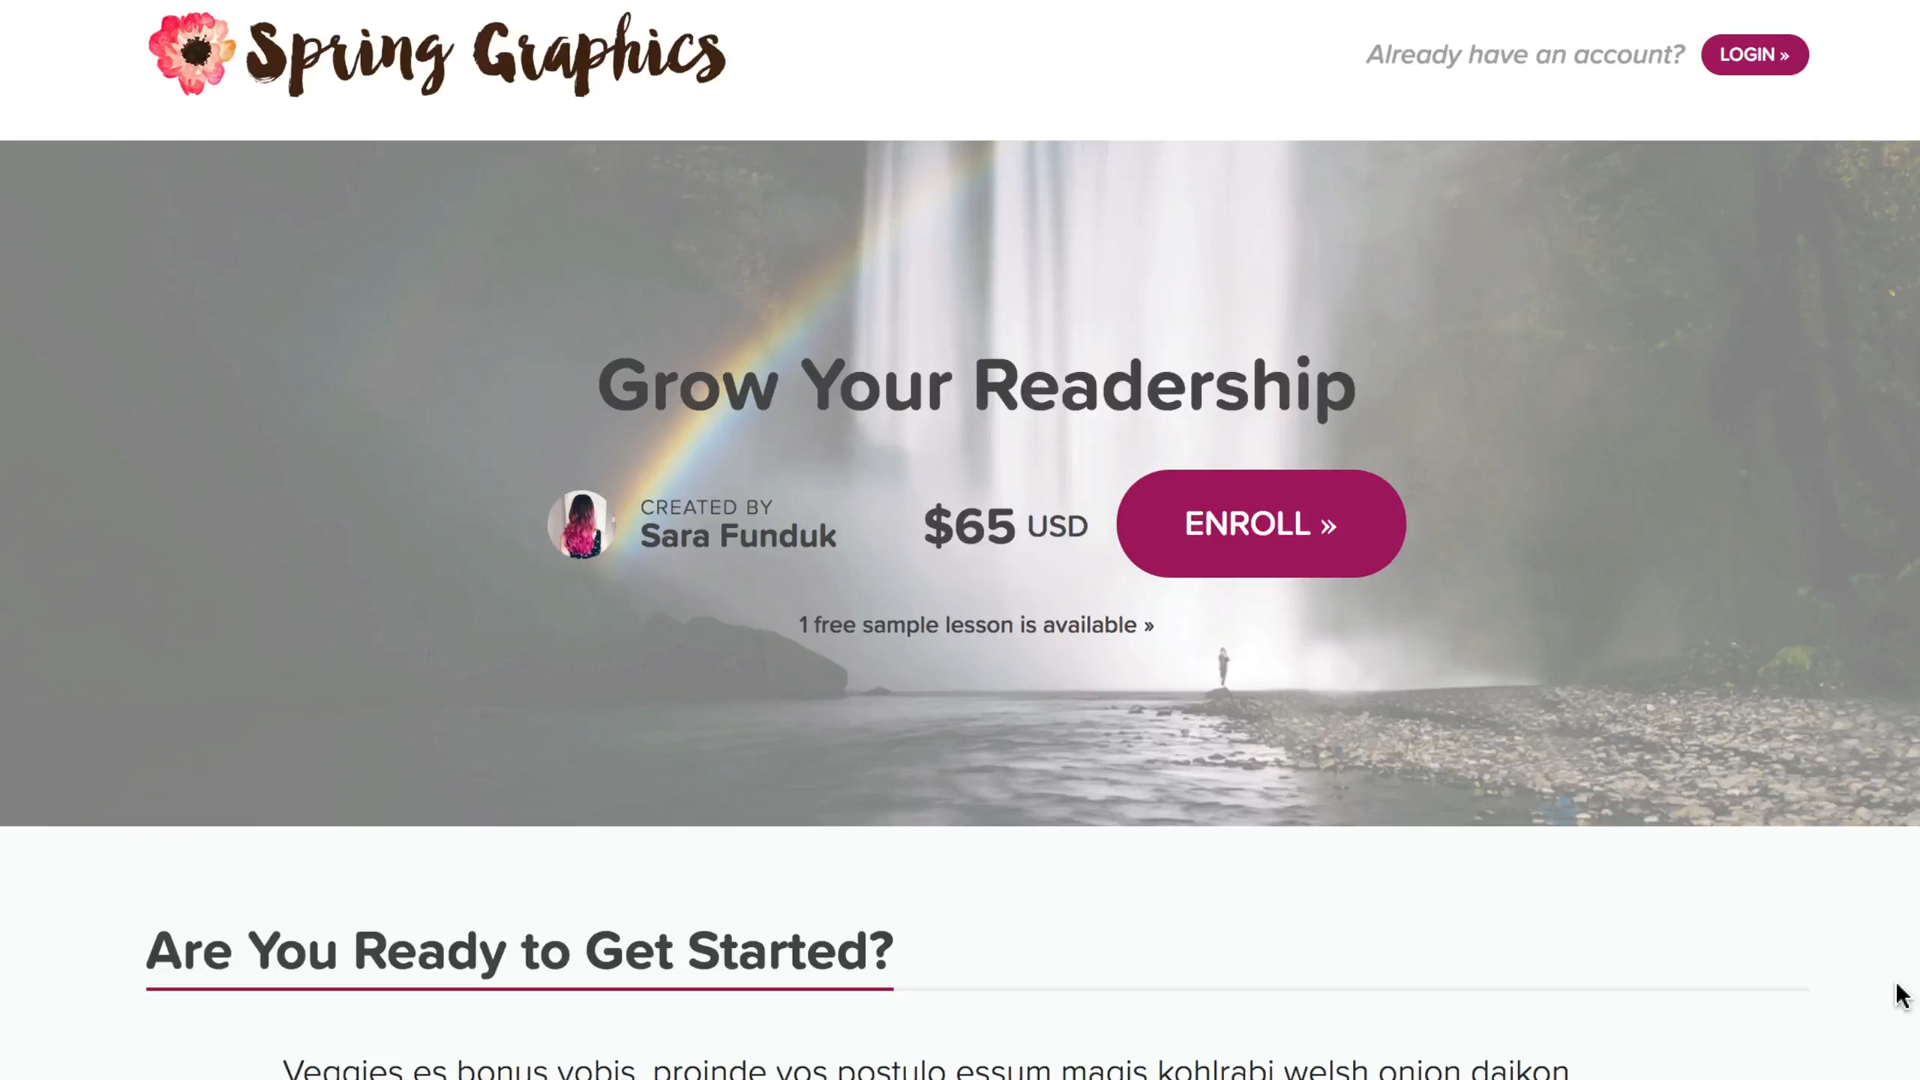 Spring Graphics
Already have an account? LOGIN »
Grow Your Readership
CREATED BY
Sara Funduk
$65 USD
ENROLL »
1 free sample lesson is available »
Are You Ready to Get Started?
Veggies es bonus vobis, proinde vos postulo essum magis kohlrabi welsh onion daikon